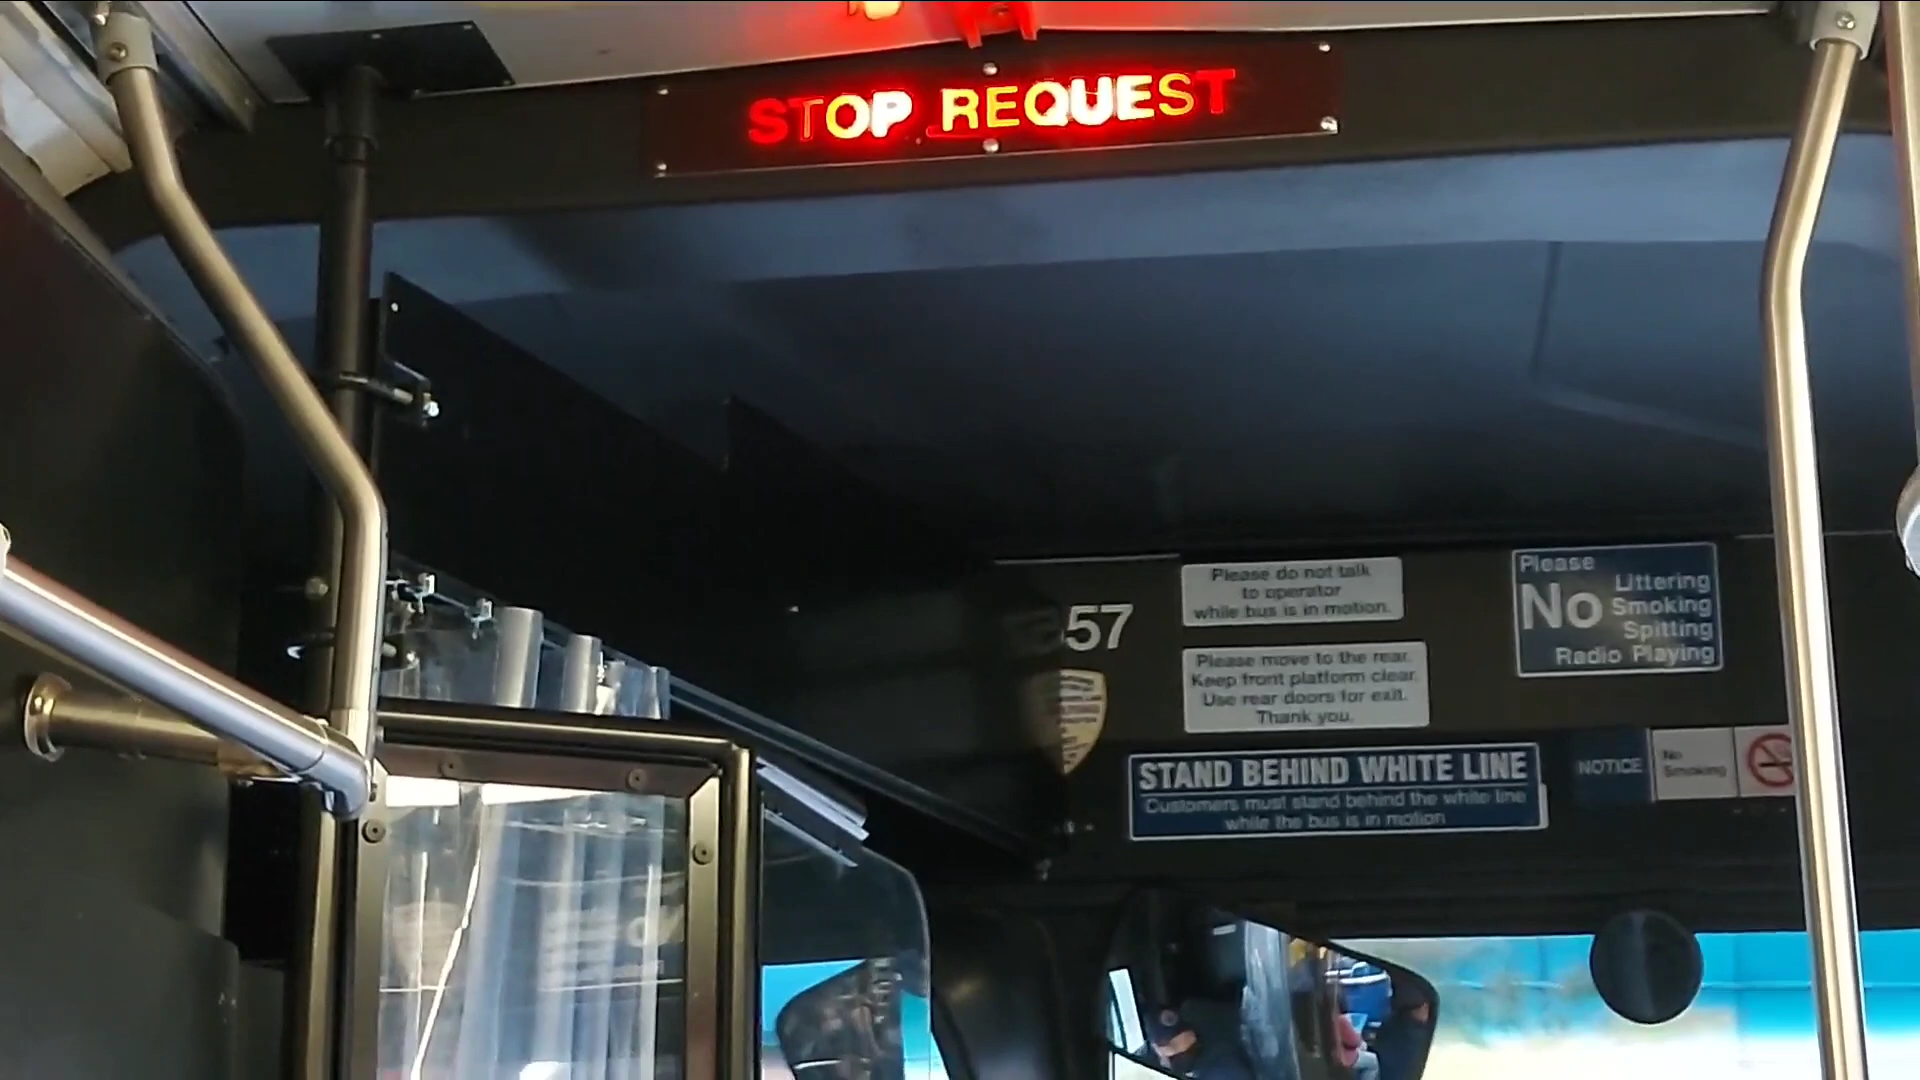 STOP REQUEST
57
Please do not talk
to operator
while bus is in motion.
Please move to the rear.
Keep front platform clear.
Use rear doors for exit.
Thank you.
STAND BEHIND WHITE LINE
Customers must stand behind the white line
while the bus is in motion
Please
No Littering
Smoking
Spitting
Radio Playing
NOTICE
No
Smoking